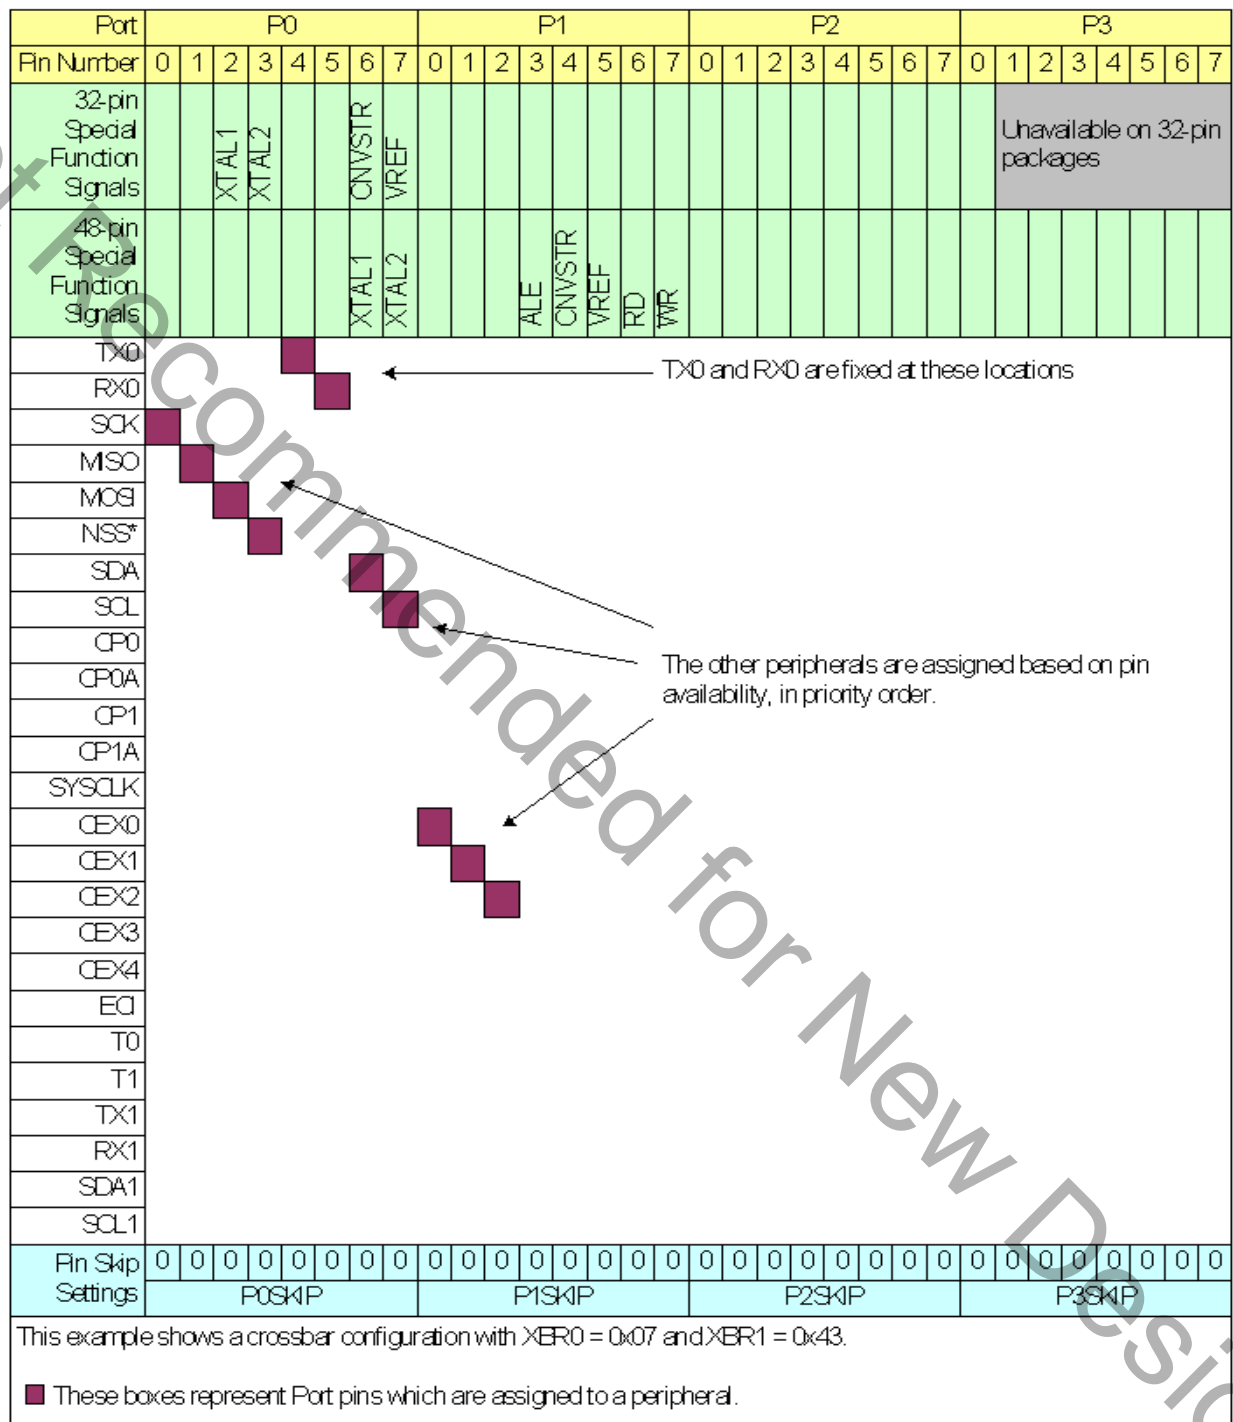 Port P0 P1 P2 P3
Pin Number 0 1 2 3 4 5 6 7 0 1 2 3 4 5 6 7 0 1 2 3 4 5 6 7 0 1 2 3 4 5 6 7
32-pin
Special
Function
Signals
XTAL1
XTAL2
CNVSTR
VREF
Unavailable on 32-pin
packages
48-pin
Special
Function
Signals
XTAL1
XTAL2
ALE
CNVSTR
VREF
RD
WR
TX0
TX0 and RX0 are fixed at these locations
RX0
SCK
MISO
MOSI
NSS*
SDA
SCL
CP0
The other peripherals are assigned based on pin
availability, in priority order.
CP0A
CP1
CP1A
SYSCLK
CEX0
CEX1
CEX2
CEX3
CEX4
ECI
T0
T1
TX1
RX1
SDA1
SCL1
Pin Skip
Settings
0 0 0 0 0 0 0 0 0 0 0 0 0 0 0 0 0 0 0 0 0 0 0 0 0 0 0 0 0 0 0 0
P0SKIP P1SKIP P2SKIP P3SKIP
This example shows a crossbar configuration with XBR0 = 0x07 and XBR1 = 0x43.
These boxes represent Port pins which are assigned to a peripheral.
Recommended for New